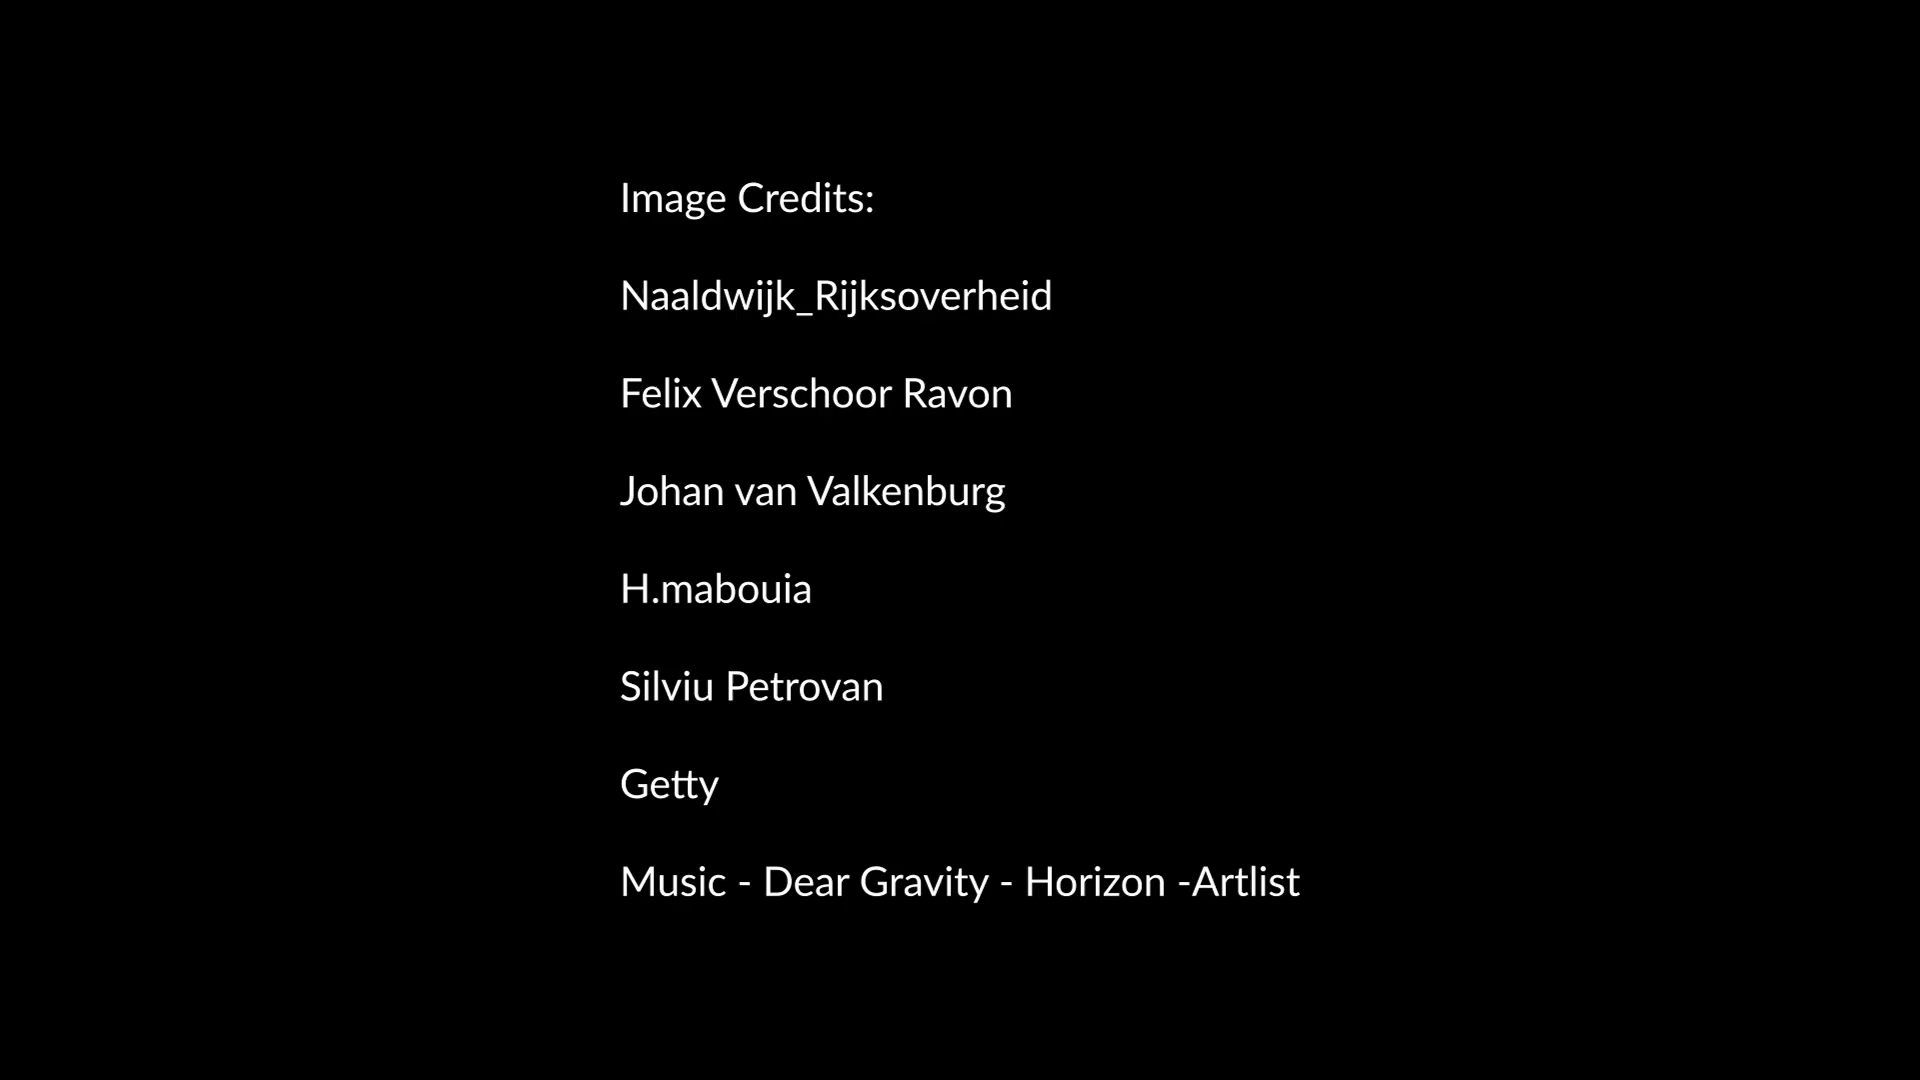 Image Credits:
Naaldwijk_Rijksoverheid
Felix Verschoor Ravon
Johan van Valkenburg
H.mabouia
Silviu Petrovan
Getty
Music - Dear Gravity - Horizon -Artlist